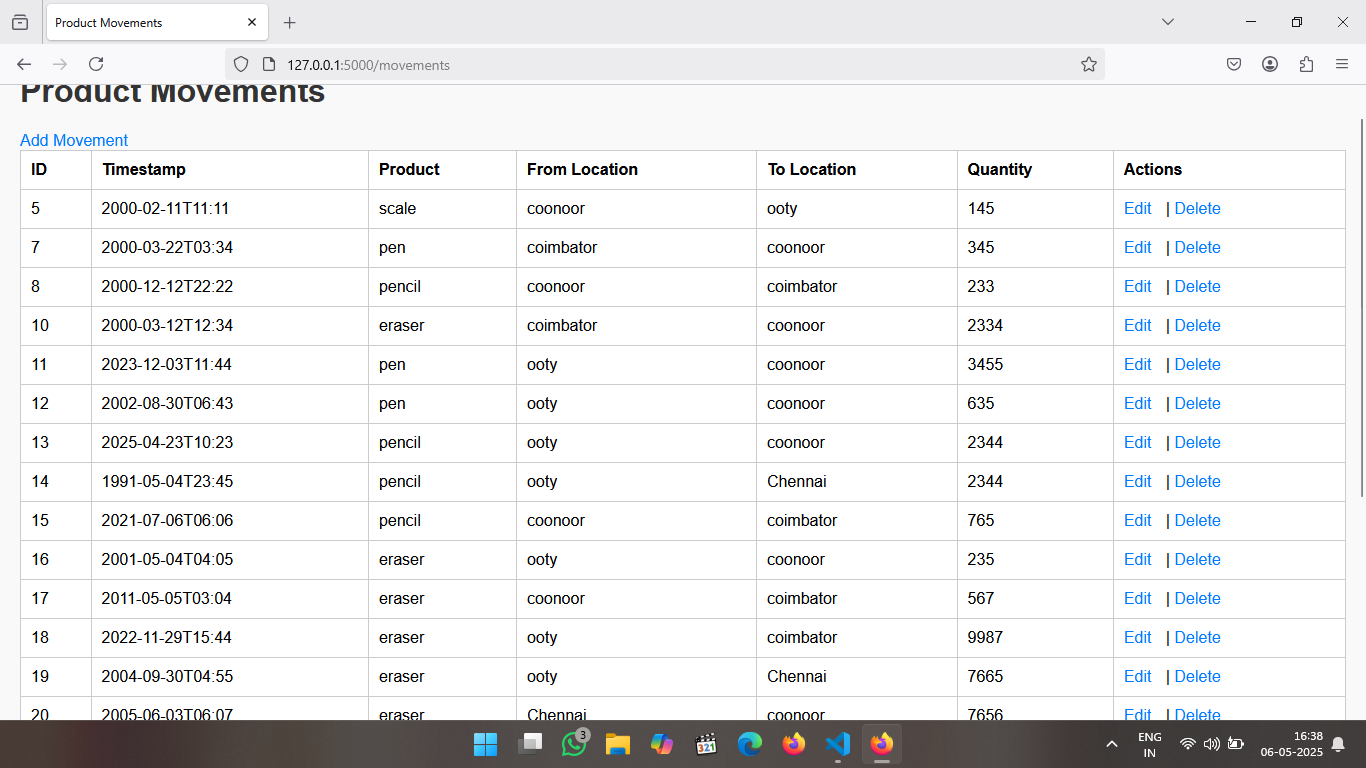 Product Movements
127.0.0.1:5000/movements
Product Movements
Add Movement
ID Timestamp Product From Location To Location Quantity Actions
5 2000-02-11T11:11 scale coonoor ooty 145 Edit | Delete
7 2000-03-22T03:34 pen coimbator coonoor 345 Edit | Delete
8 2000-12-12T22:22 pencil coonoor coimbator 233 Edit | Delete
10 2000-03-12T12:34 eraser coimbator coonoor 2334 Edit | Delete
11 2023-12-03T11:44 pen ooty coonoor 3455 Edit | Delete
12 2002-08-30T06:43 pen ooty coonoor 635 Edit | Delete
13 2025-04-23T10:23 pencil ooty coonoor 2344 Edit | Delete
14 1991-05-04T23:45 pencil ooty Chennai 2344 Edit | Delete
15 2021-07-06T06:06 pencil coonoor coimbator 765 Edit | Delete
16 2001-05-04T04:05 eraser ooty coonoor 235 Edit | Delete
17 2011-05-05T03:04 eraser coonoor coimbator 567 Edit | Delete
18 2022-11-29T15:44 eraser ooty coimbator 9987 Edit | Delete
19 2004-09-30T04:55 eraser ooty Chennai 7665 Edit | Delete
20 2005-06-03T06:07 eraser Chennai coonoor 7656 Edit | Delete
3
321
ENG
IN
16:38
06-05-2025